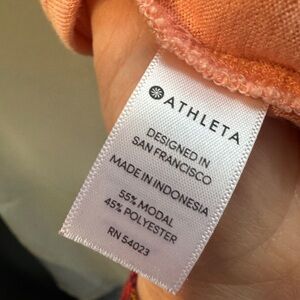 ATHLETA
DESIGNED IN
SAN FRANCISCO
MADE IN INDONESIA
55% MODAL
45% POLYESTER
RN 54023